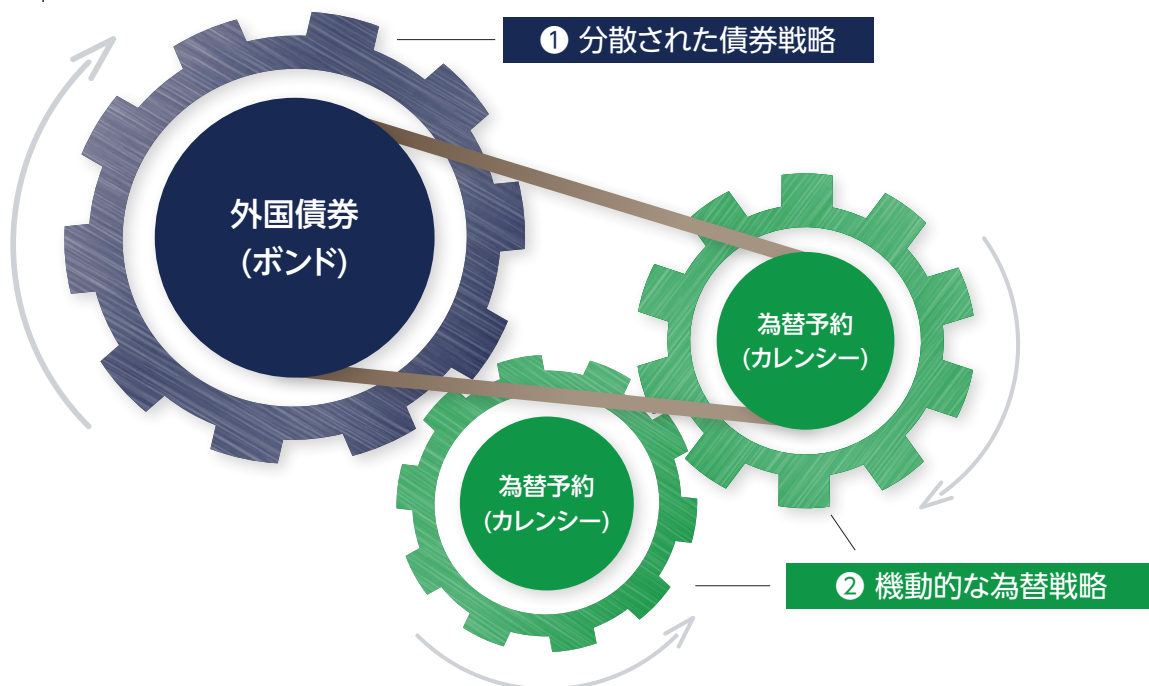 ❶ 分散された債券戦略
外国債券
(ボンド)
為替予約
(カレンシー)
為替予約
(カレンシー)
❷ 機動的な為替戦略